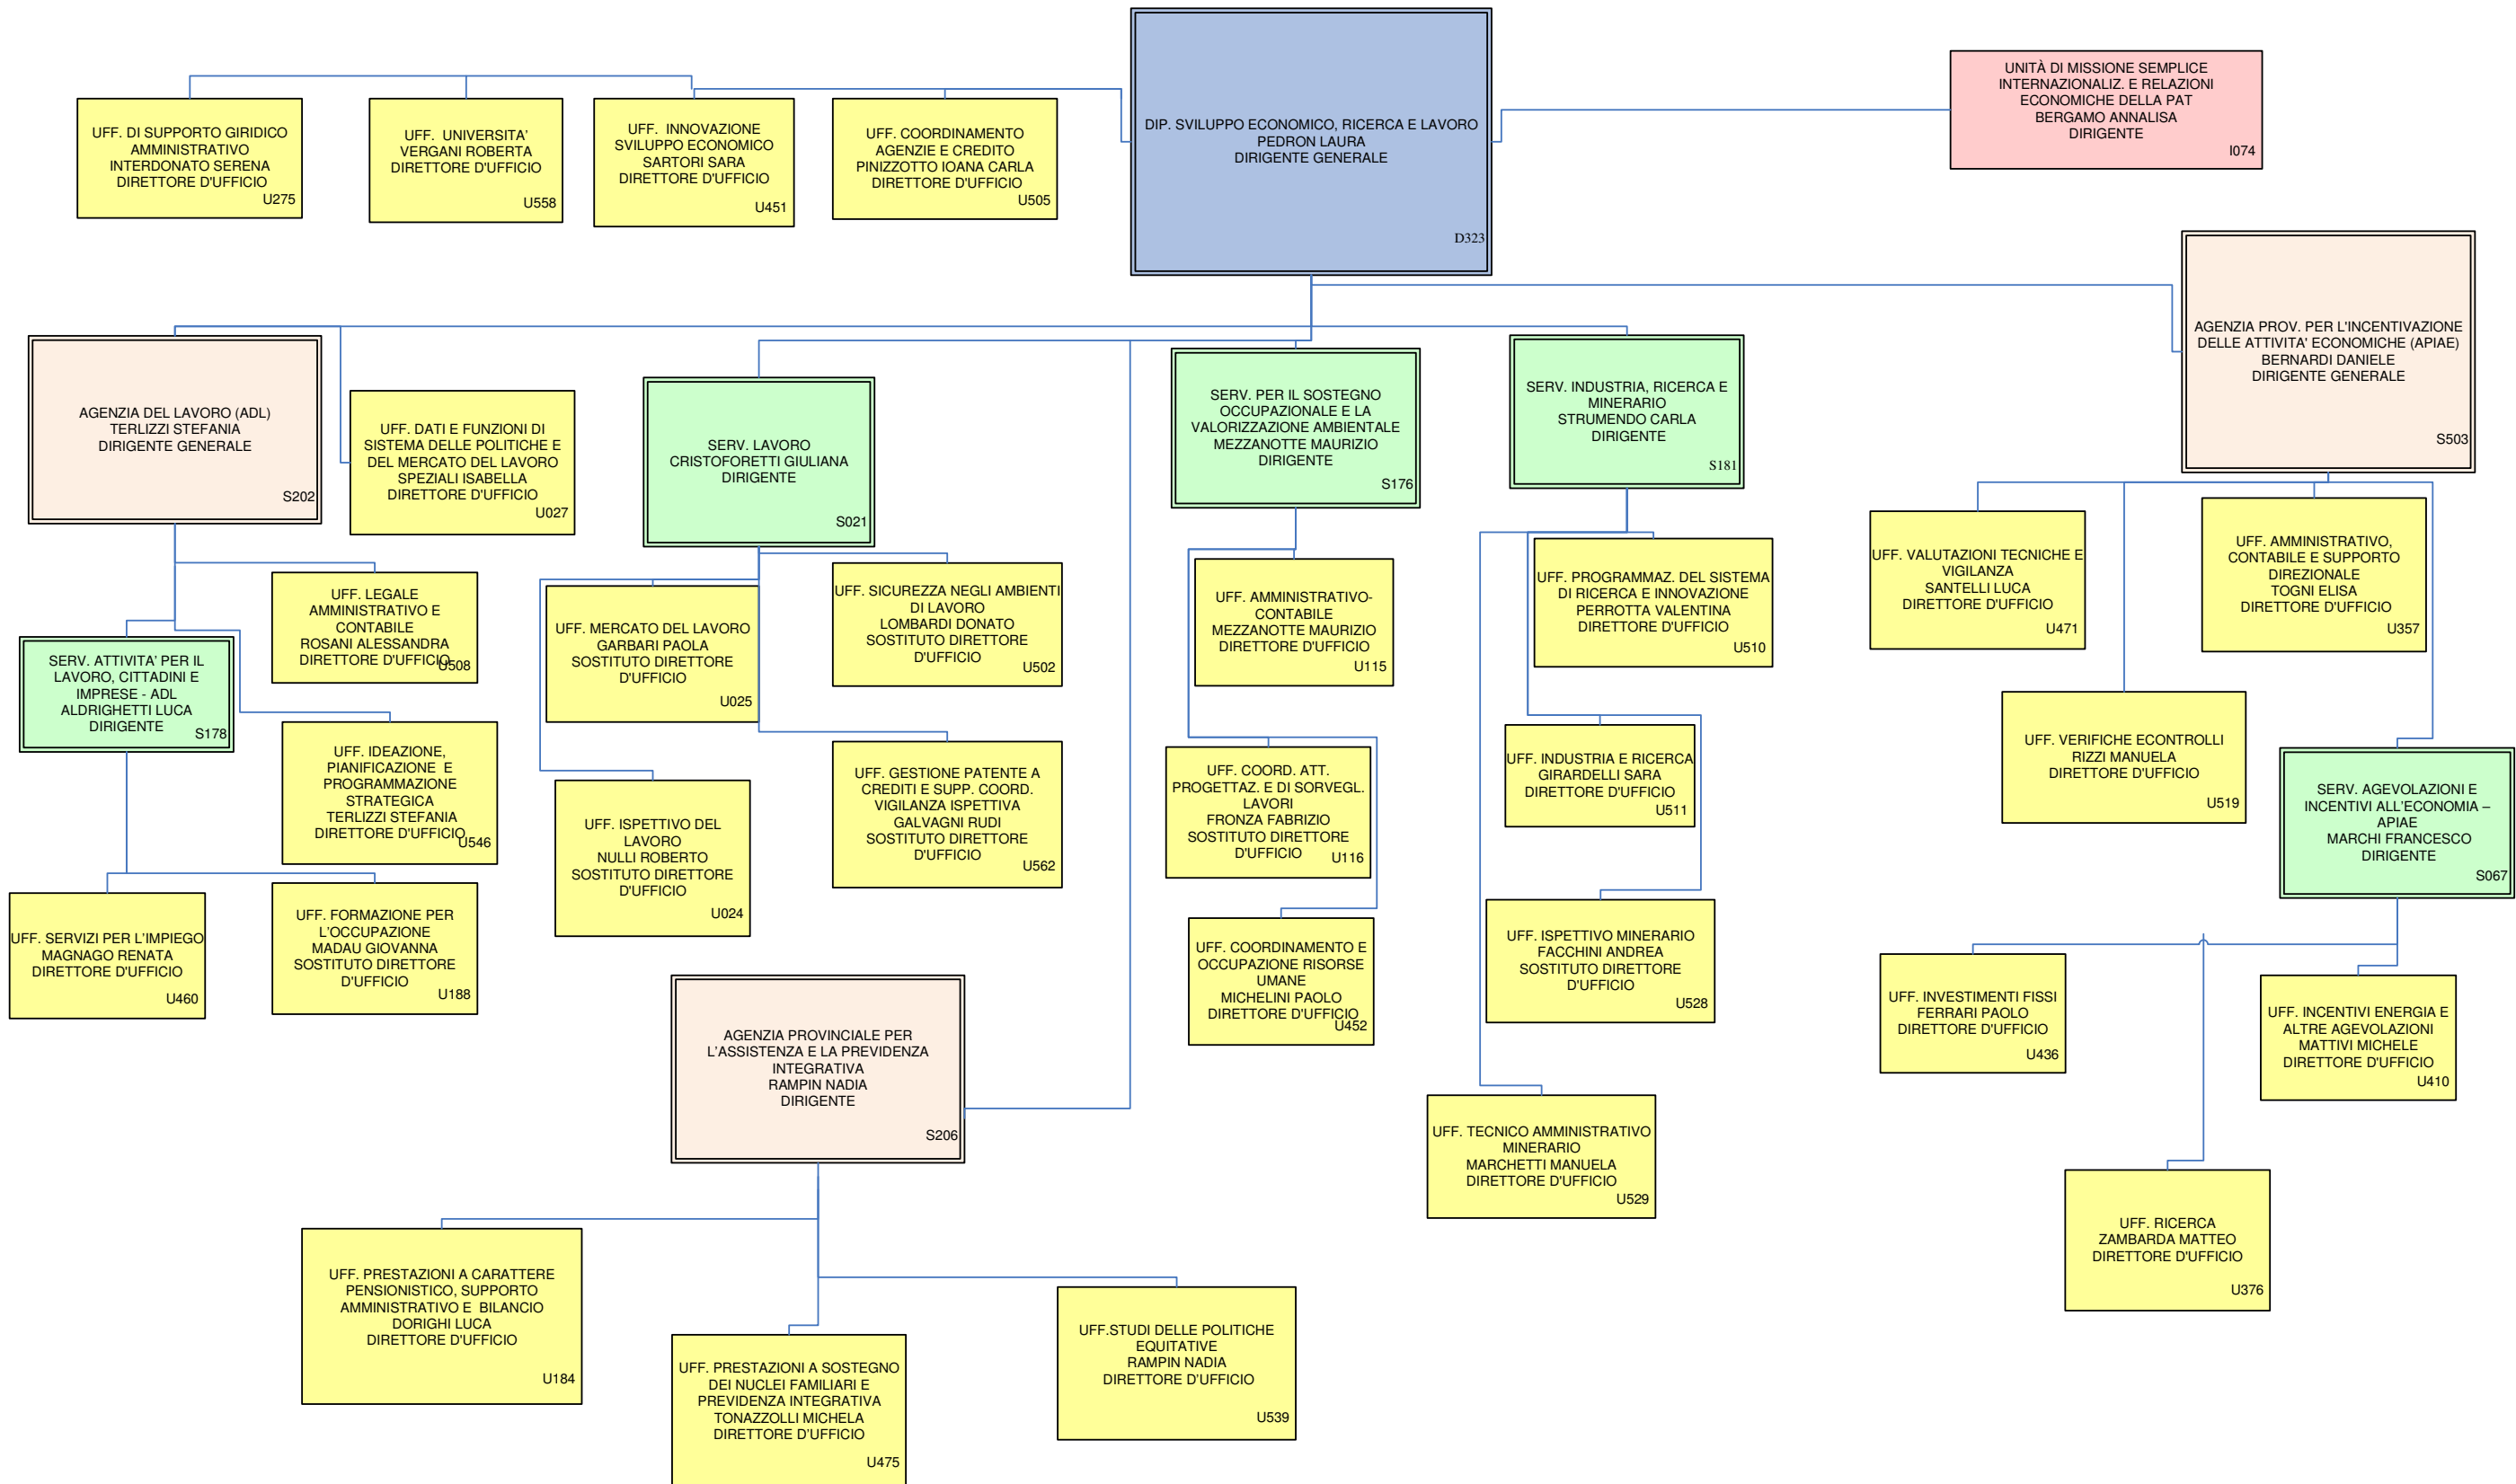 DIP. SVILUPPO ECONOMICO, RICERCA E LAVORO
PEDRON LAURA
DIRIGENTE GENERALE
D323
UNITÀ DI MISSIONE SEMPLICE
INTERNAZIONALIZ. E RELAZIONI
ECONOMICHE DELLA PAT
BERGAMO ANNALISA
DIRIGENTE
I074
UFF. DI SUPPORTO GIRIDICO
AMMINISTRATIVO
INTERDONATO SERENA
DIRETTORE D'UFFICIO
U275
UFF. UNIVERSITA'
VERGANI ROBERTA
DIRETTORE D'UFFICIO
U558
UFF. INNOVAZIONE
SVILUPPO ECONOMICO
SARTORI SARA
DIRETTORE D'UFFICIO
U451
UFF. COORDINAMENTO
AGENZIE E CREDITO
PINIZZOTTO IOANA CARLA
DIRETTORE D'UFFICIO
U505
AGENZIA DEL LAVORO (ADL)
TERLIZZI STEFANIA
DIRIGENTE GENERALE
S202
UFF. DATI E FUNZIONI DI
SISTEMA DELLE POLITICHE E
DEL MERCATO DEL LAVORO
SPEZIALI ISABELLA
DIRETTORE D'UFFICIO
U027
SERV. LAVORO
CRISTOFORETTI GIULIANA
DIRIGENTE
S021
SERV. PER IL SOSTEGNO
OCCUPAZIONALE E LA
VALORIZZAZIONE AMBIENTALE
MEZZANOTTE MAURIZIO
DIRIGENTE
S176
SERV. INDUSTRIA, RICERCA E
MINERARIO
STRUMENDO CARLA
DIRIGENTE
S181
AGENZIA PROV. PER L'INCENTIVAZIONE
DELLE ATTIVITA' ECONOMICHE (APIAE)
BERNARDI DANIELE
DIRIGENTE GENERALE
S503
UFF. LEGALE
AMMINISTRATIVO E
CONTABILE
ROSANI ALESSANDRA
DIRETTORE D'UFFICIO
U508
SERV. ATTIVITA' PER IL
LAVORO, CITTADINI E
IMPRESE - ADL
ALDRIGHETTI LUCA
DIRIGENTE
S178
UFF. IDEAZIONE,
PIANIFICAZIONE E
PROGRAMMAZIONE
STRATEGICA
TERLIZZI STEFANIA
DIRETTORE D'UFFICIO
U546
UFF. SERVIZI PER L'IMPIEGO
MAGNAGO RENATA
DIRETTORE D'UFFICIO
U460
UFF. FORMAZIONE PER
L'OCCUPAZIONE
MADAU GIOVANNA
SOSTITUTO DIRETTORE
D'UFFICIO
U188
UFF. MERCATO DEL LAVORO
GARBARI PAOLA
SOSTITUTO DIRETTORE
D'UFFICIO
U025
UFF. SICUREZZA NEGLI AMBIENTI
DI LAVORO
LOMBARDI DONATO
SOSTITUTO DIRETTORE
D'UFFICIO
U502
UFF. ISPETTIVO DEL
LAVORO
NULLI ROBERTO
SOSTITUTO DIRETTORE
D'UFFICIO
U024
UFF. GESTIONE PATENTE A
CREDITI E SUPP. COORD.
VIGILANZA ISPETTIVA
GALVAGNI RUDI
SOSTITUTO DIRETTORE
D'UFFICIO
U562
UFF. AMMINISTRATIVO-
CONTABILE
MEZZANOTTE MAURIZIO
DIRETTORE D'UFFICIO
U115
UFF. COORD. ATT.
PROGETTAZ. E DI SORVEGL.
LAVORI
FRONZA FABRIZIO
SOSTITUTO DIRETTORE
D'UFFICIO
U116
UFF. COORDINAMENTO E
OCCUPAZIONE RISORSE
UMANE
MICHELINI PAOLO
DIRETTORE D'UFFICIO
U452
UFF. PROGRAMMAZ. DEL SISTEMA
DI RICERCA E INNOVAZIONE
PERROTTA VALENTINA
DIRETTORE D'UFFICIO
U510
UFF. INDUSTRIA E RICERCA
GIRARDELLI SARA
DIRETTORE D'UFFICIO
U511
UFF. ISPETTIVO MINERARIO
FACCHINI ANDREA
SOSTITUTO DIRETTORE
D'UFFICIO
U528
UFF. TECNICO AMMINISTRATIVO
MINERARIO
MARCHETTI MANUELA
DIRETTORE D'UFFICIO
U529
UFF. VALUTAZIONI TECNICHE E
VIGILANZA
SANTELLI LUCA
DIRETTORE D'UFFICIO
U471
UFF. AMMINISTRATIVO,
CONTABILE E SUPPORTO
DIREZIONALE
TOGNI ELISA
DIRETTORE D'UFFICIO
U357
UFF. VERIFICHE ECONTROLLI
RIZZI MANUELA
DIRETTORE D'UFFICIO
U519
SERV. AGEVOLAZIONI E
INCENTIVI ALL'ECONOMIA –
APIAE
MARCHI FRANCESCO
DIRIGENTE
S067
UFF. INVESTIMENTI FISSI
FERRARI PAOLO
DIRETTORE D'UFFICIO
U436
UFF. INCENTIVI ENERGIA E
ALTRE AGEVOLAZIONI
MATTIVI MICHELE
DIRETTORE D'UFFICIO
U410
UFF. RICERCA
ZAMBARDA MATTEO
DIRETTORE D'UFFICIO
U376
AGENZIA PROVINCIALE PER
L'ASSISTENZA E LA PREVIDENZA
INTEGRATIVA
RAMPIN NADIA
DIRIGENTE
S206
UFF. PRESTAZIONI A CARATTERE
PENSIONISTICO, SUPPORTO
AMMINISTRATIVO E BILANCIO
DORIGHI LUCA
DIRETTORE D'UFFICIO
U184
UFF. PRESTAZIONI A SOSTEGNO
DEI NUCLEI FAMILIARI E
PREVIDENZA INTEGRATIVA
TONAZZOLLI MICHELA
DIRETTORE D'UFFICIO
U475
UFF.STUDI DELLE POLITICHE
EQUITATIVE
RAMPIN NADIA
DIRETTORE D'UFFICIO
U539